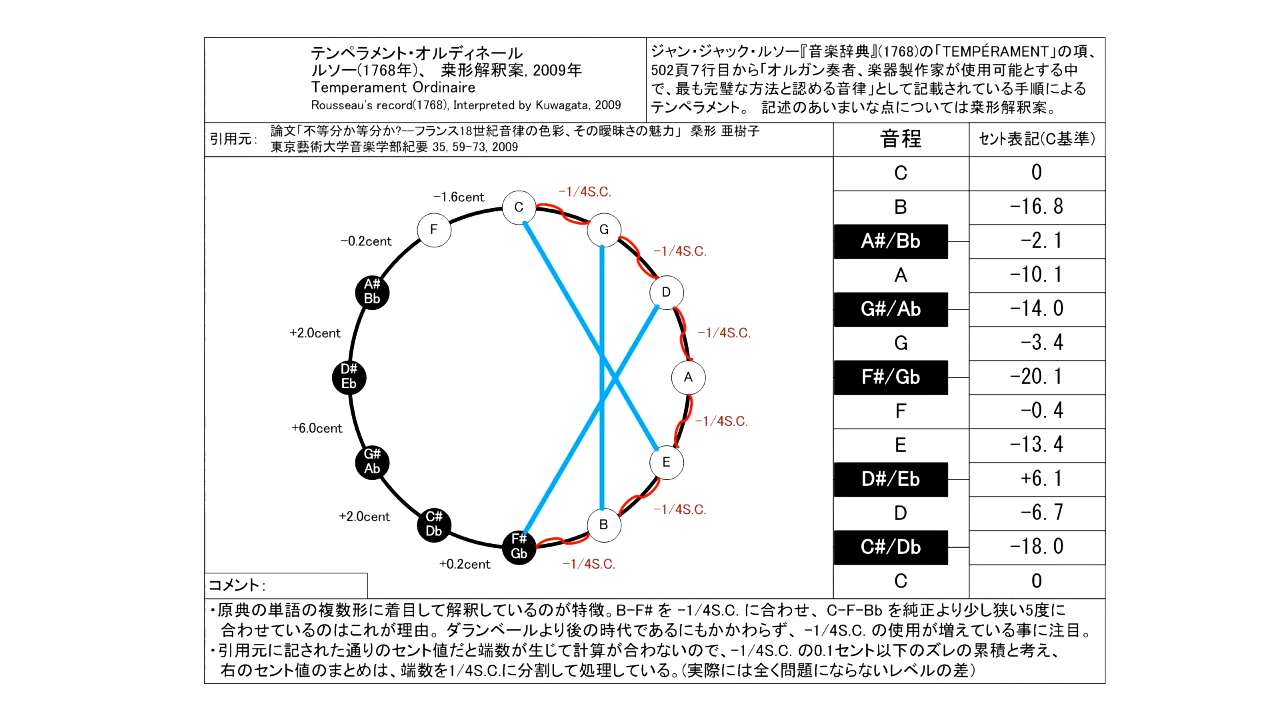 テンペラメント・オルディネール
ルソー(1768年)、 桒形解釈案, 2009年
Temperament Ordinaire
Rousseau's record(1768), Interpreted by Kuwagata, 2009
ジャン・ジャック・ルソー『音楽辞典』(1768)の「TEMPÉRAMENT」の項、
502頁7行目から「オルガン奏者、楽器製作家が使用可能とする中
で、最も完璧な方法と認める音律」として記載されている手順による
テンペラメント。 記述のあいまいな点については桒形解釈案。
引用元:
論文「不等分か等分か?--フランス18世紀音律の色彩、その曖昧さの魅力」 桑形 亜樹子
東京藝術大学音楽学部紀要 35, 59-73, 2009
音程
セント表記(C基準)
C 0
B -16.8
A#/Bb -2.1
A -10.1
G#/Ab -14.0
G -3.4
F#/Gb -20.1
F -0.4
E -13.4
D#/Eb +6.1
D -6.7
C#/Db -18.0
C 0
-1.6cent
C
-1/4S.C.
F
G
-0.2cent
-1/4S.C.
A#
Bb
D
+2.0cent
-1/4S.C.
D#
Eb
A
+6.0cent
-1/4S.C.
G#
Ab
E
+2.0cent
-1/4S.C.
C#
Db
B
F#
Gb
+0.2cent
-1/4S.C.
コメント:
・原典の単語の複数形に着目して解釈しているのが特徴。B-F# を -1/4S.C. に合わせ、 C-F-Bb を純正より少し狭い5度に
合わせているのはこれが理由。 ダランベールより後の時代であるにもかかわらず、 -1/4S.C. の使用が増えている事に注目。
・引用元に記された通りのセント値だと端数が生じて計算が合わないので、-1/4S.C. の0.1セント以下のズレの累積と考え、
右のセント値のまとめは、端数を1/4S.C.に分割して処理している。(実際には全く問題にならないレベルの差)